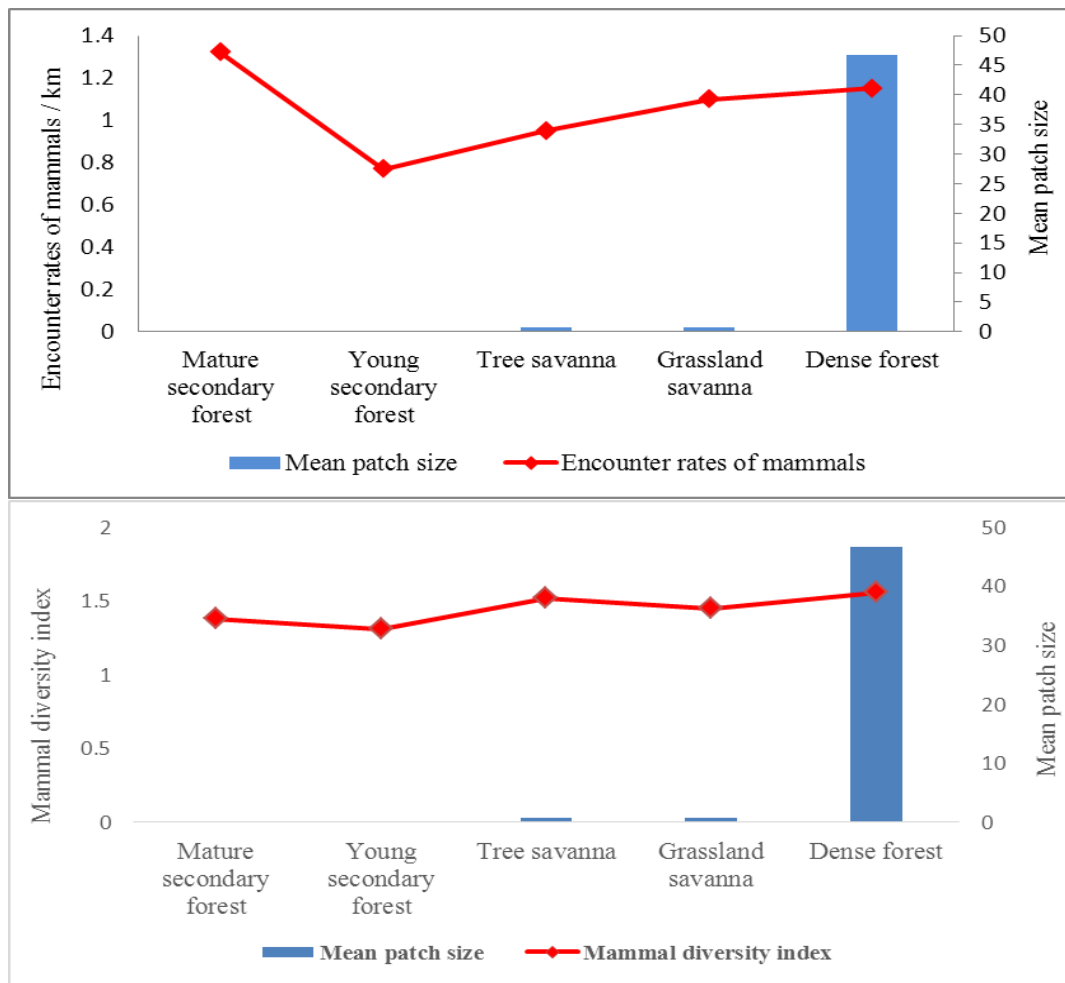 Encounter rates of mammals / km
1.4
1.2
1
0.8
0.6
0.4
0.2
0
50
45
40
35
30
25
20
15
10
5
0
Mean patch size
Mature
secondary
forest
Young
secondary
forest
Tree savanna
Grassland
savanna
Dense forest
Mean patch size
Encounter rates of mammals
Mammal diversity index
2
1.5
1
0.5
0
50
40
30
20
10
0
Mean patch size
Mature
secondary
forest
Young
secondary
forest
Tree savanna
Grassland
savanna
Dense forest
Mean patch size
Mammal diversity index